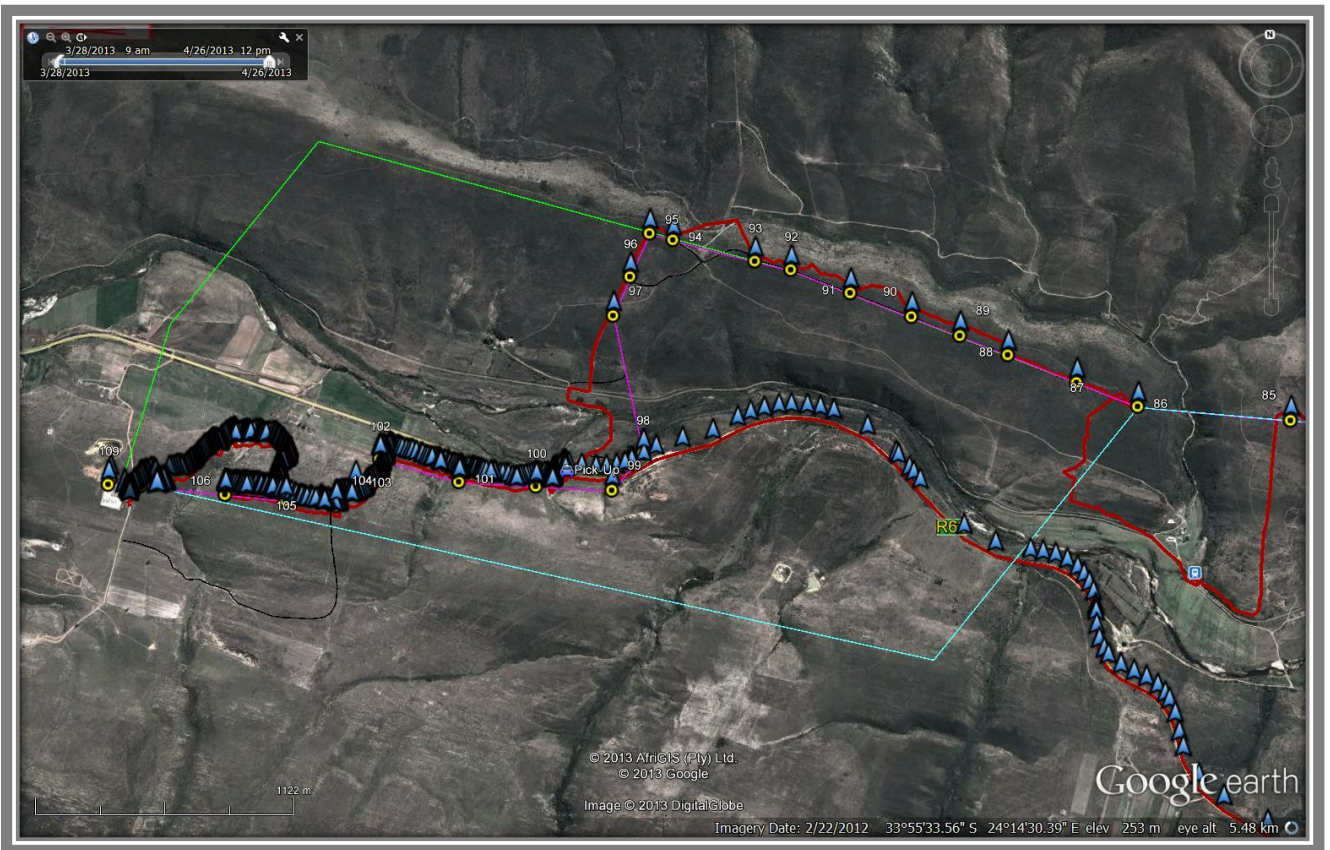 3/28/2013 9 am 4/26/2013 12 pm
3/28/2013 4/26/2013
N
95
94
93
92
96
97
91
90
89
88
87
86
85
98
99
100
Pick-Up
101
102
103
104
105
106
109
R6
© 2013 AfriGIS (Pty) Ltd.
© 2013 Google
Image © 2013 DigitalGlobe
1122 m
Google earth
Imagery Date: 2/22/2012 33°55'33.56" S 24°14'30.39" E elev 253 m eye alt 5.48 km